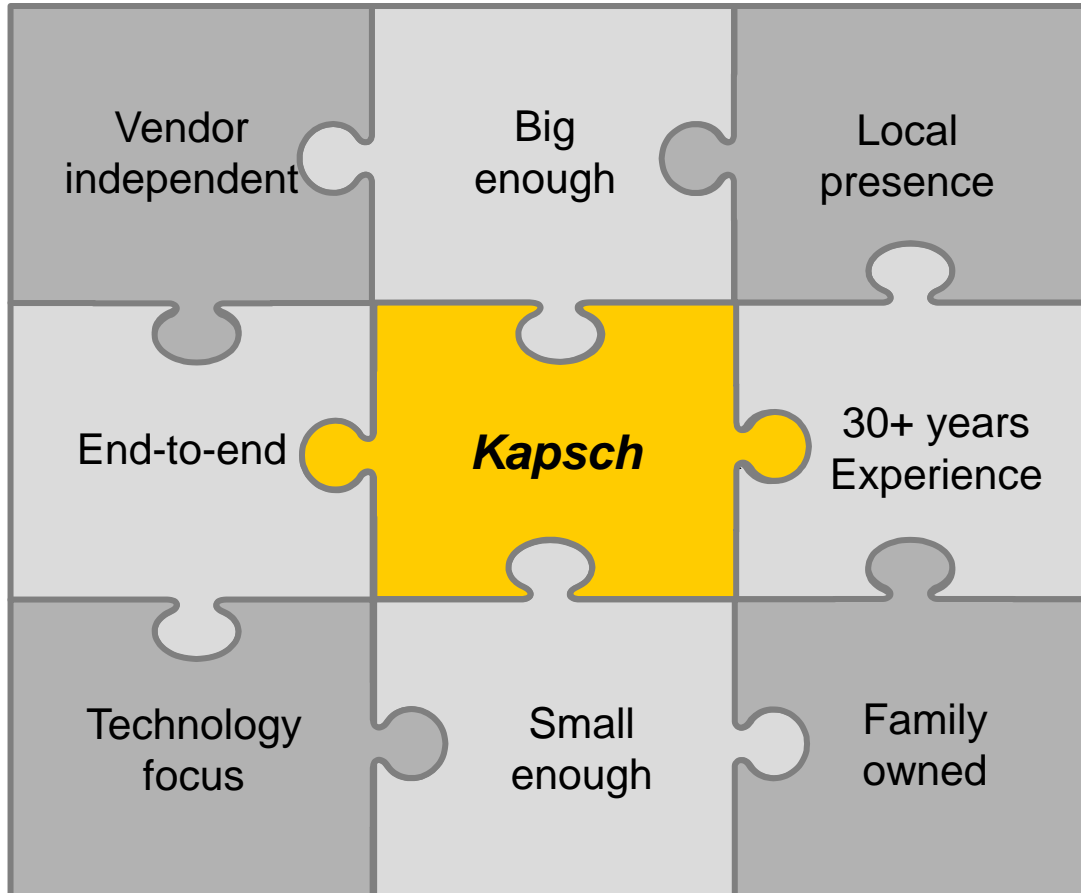 Vendor
independent
Big
enough
Local
presence
End-to-end
Kapsch
30+ years
Experience
Technology
focus
Small
enough
Family
owned